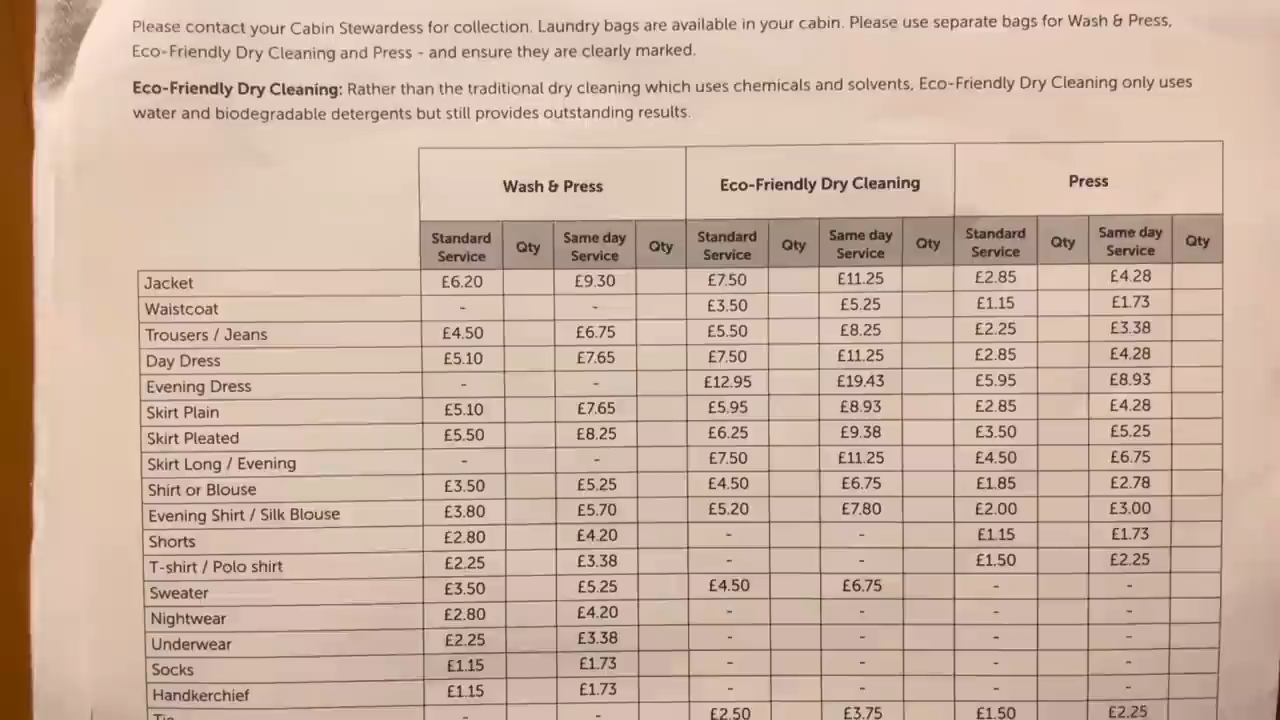 Please contact your Cabin Stewardess for collection. Laundry bags are available in your cabin. Please use separate bags for Wash & Press,
Eco-Friendly Dry Cleaning and Press - and ensure they are clearly marked.
Eco-Friendly Dry Cleaning: Rather than the traditional dry cleaning which uses chemicals and solvents, Eco-Friendly Dry Cleaning only uses
water and biodegradable detergents but still provides outstanding results.
Wash & Press Eco-Friendly Dry Cleaning Press
Standard Service Qty Same day Service Qty Standard Service Qty Same day Service Qty Standard Service Qty Same day Service Qty
Jacket £6.20 £9.30 £7.50 £11.25 £2.85 £4.28
Waistcoat - - £3.50 £5.25 £1.15 £1.73
Trousers / Jeans £4.50 £6.75 £5.50 £8.25 £2.25 £3.38
Day Dress £5.10 £7.65 £7.50 £11.25 £2.85 £4.28
Evening Dress - - £12.95 £19.43 £5.95 £8.93
Skirt Plain £5.10 £7.65 £5.95 £8.93 £2.85 £4.28
Skirt Pleated £5.50 £8.25 £6.25 £9.38 £3.50 £5.25
Skirt Long / Evening - - £7.50 £11.25 £4.50 £6.75
Shirt or Blouse £3.50 £5.25 £4.50 £6.75 £1.85 £2.78
Evening Shirt / Silk Blouse £3.80 £5.70 £5.20 £7.80 £2.00 £3.00
Shorts £2.80 £4.20 - - £1.15 £1.73
T-shirt / Polo shirt £2.25 £3.38 - - £1.50 £2.25
Sweater £3.50 £5.25 £4.50 £6.75 - -
Nightwear £2.80 £4.20 - - - -
Underwear £2.25 £3.38 - - - -
Socks £1.15 £1.73 - - - -
Handkerchief £1.15 £1.73 - - - -
Tie - - £2.50 £3.75 £1.50 £2.25